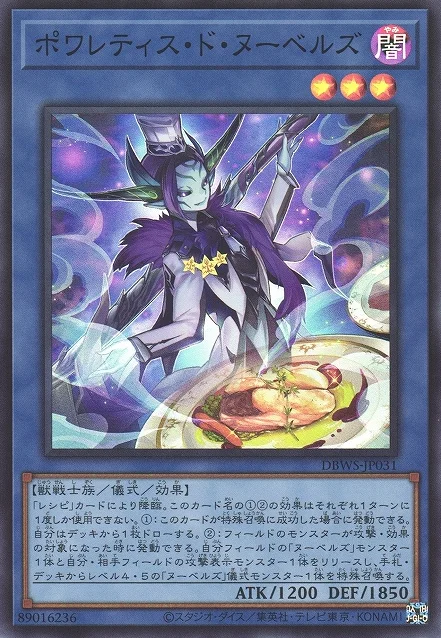 ポワレティス・ド・ヌーベルズ
闇
DBWS-JP031
【獣戦士族／儀式／効果】
「レシピ」カードにより降臨。このカード名の①②の効果はそれぞれ1ターンに
1度しか使用できない。①：このカードが特殊召喚に成功した場合に発動できる。
自分はデッキから1枚ドローする。②：フィールドのモンスターが攻撃・効果
の対象になった時に発動できる。自分フィールドの「ヌーベルズ」モンスター
1体と自分・相手フィールドの攻撃表示モンスター1体をリリースし、手札・
デッキからレベル4・5の「ヌーベルズ」儀式モンスター1体を特殊召喚する。
ATK/1200 DEF/1850
89016236
©スタジオ・ダイス／集英社・テレビ東京・KONAMI